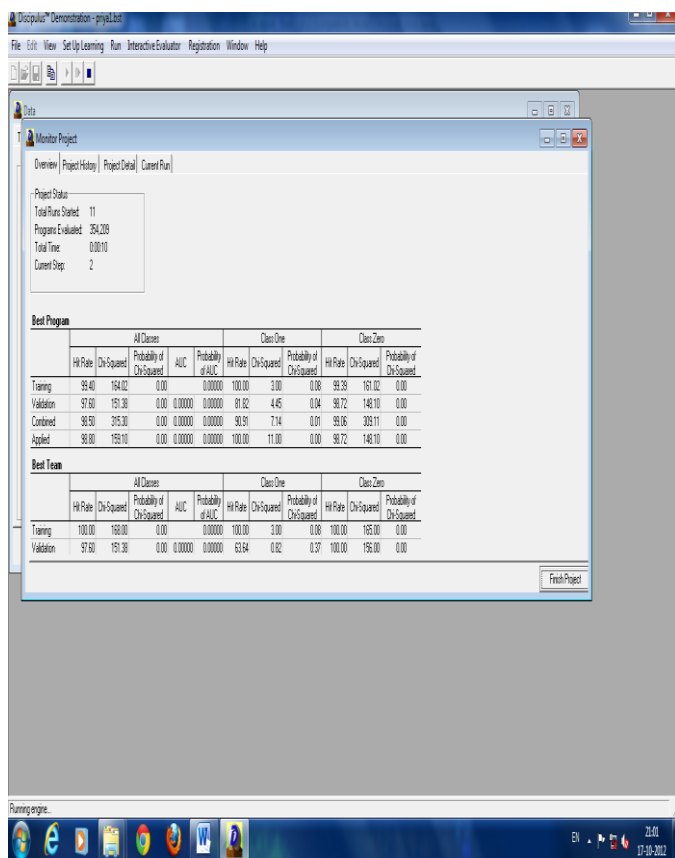 Discipulus™ Demonstration - priya1.bst
File Edit View Set Up Learning Run Interactive Evaluator Registration Window Help
Data
Monitor Project
Overview Project History Project Detail Current Run
Project Status
Total Runs Started: 11
Programs Evaluated: 354,209
Total Time: 0:00:10
Current Step: 2
Best Program
All Classes Class One Class Zero
Hit Rate Chi-Squared Probability of Chi-Squared AUC Probability of AUC Hit Rate Chi-Squared Probability of Chi-Squared Hit Rate Chi-Squared Probability of Chi-Squared
Training 99.40 164.02 0.00 0.00000 100.00 3.00 0.08 99.39 161.02 0.00
Validation 97.60 151.38 0.00 0.00000 0.00000 81.82 4.45 0.04 98.72 148.10 0.00
Combined 98.50 315.30 0.00 0.00000 0.00000 90.91 7.14 0.01 99.06 309.11 0.00
Applied 98.80 159.10 0.00 0.00000 0.00000 100.00 11.00 0.00 98.72 148.10 0.00
Best Team
All Classes Class One Class Zero
Hit Rate Chi-Squared Probability of Chi-Squared AUC Probability of AUC Hit Rate Chi-Squared Probability of Chi-Squared Hit Rate Chi-Squared Probability of Chi-Squared
Training 100.00 168.00 0.00 0.00000 100.00 3.00 0.08 100.00 165.00 0.00
Validation 97.60 151.38 0.00 0.00000 0.00000 63.64 0.82 0.37 100.00 156.00 0.00
Finish Project
Running engine...
EN 21:01
17-10-2012